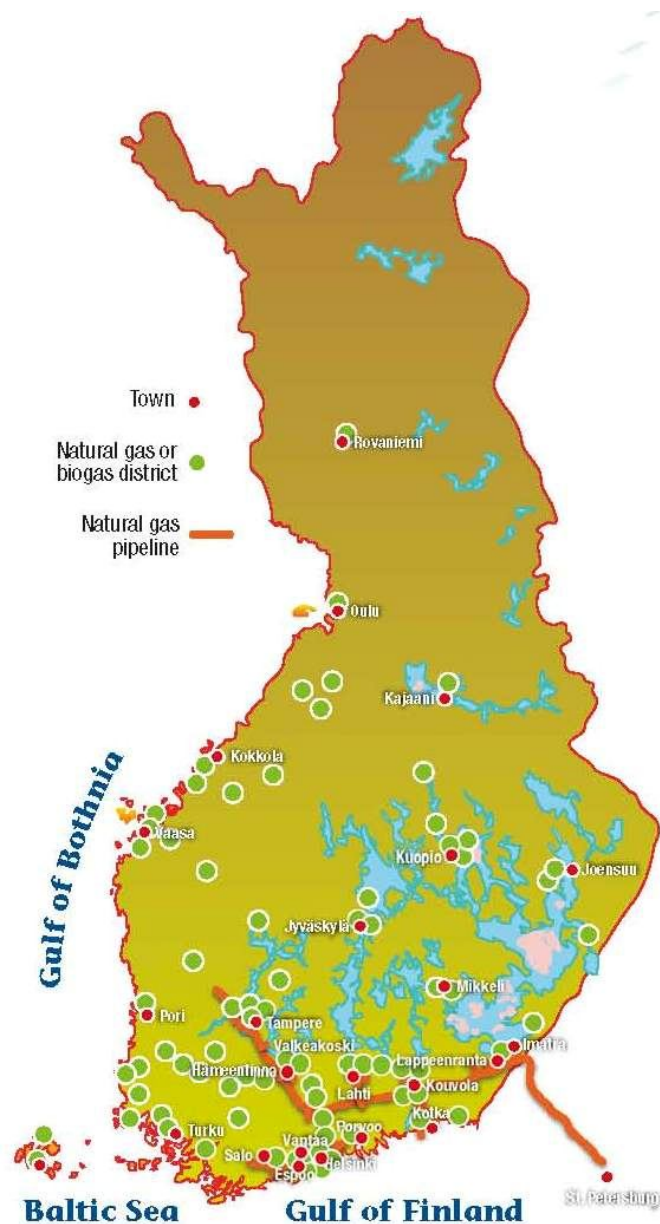 Town
Natural gas or
biogas district
Natural gas
pipeline
Rovaniemi
Oulu
Kajaani
Kokkola
Gulf of Bothnia
Vaasa
Kuopio
Joensuu
Jyväskylä
Mikkeli
Pori
Tampere
Imatra
Valkeakoski
Lappeenranta
Hämeenlinna
Kouvola
Lahti
Kotka
Turku
Porvoo
Vantaa
Salo
Helsinki
Espoo
St. Petersburg
Baltic Sea
Gulf of Finland